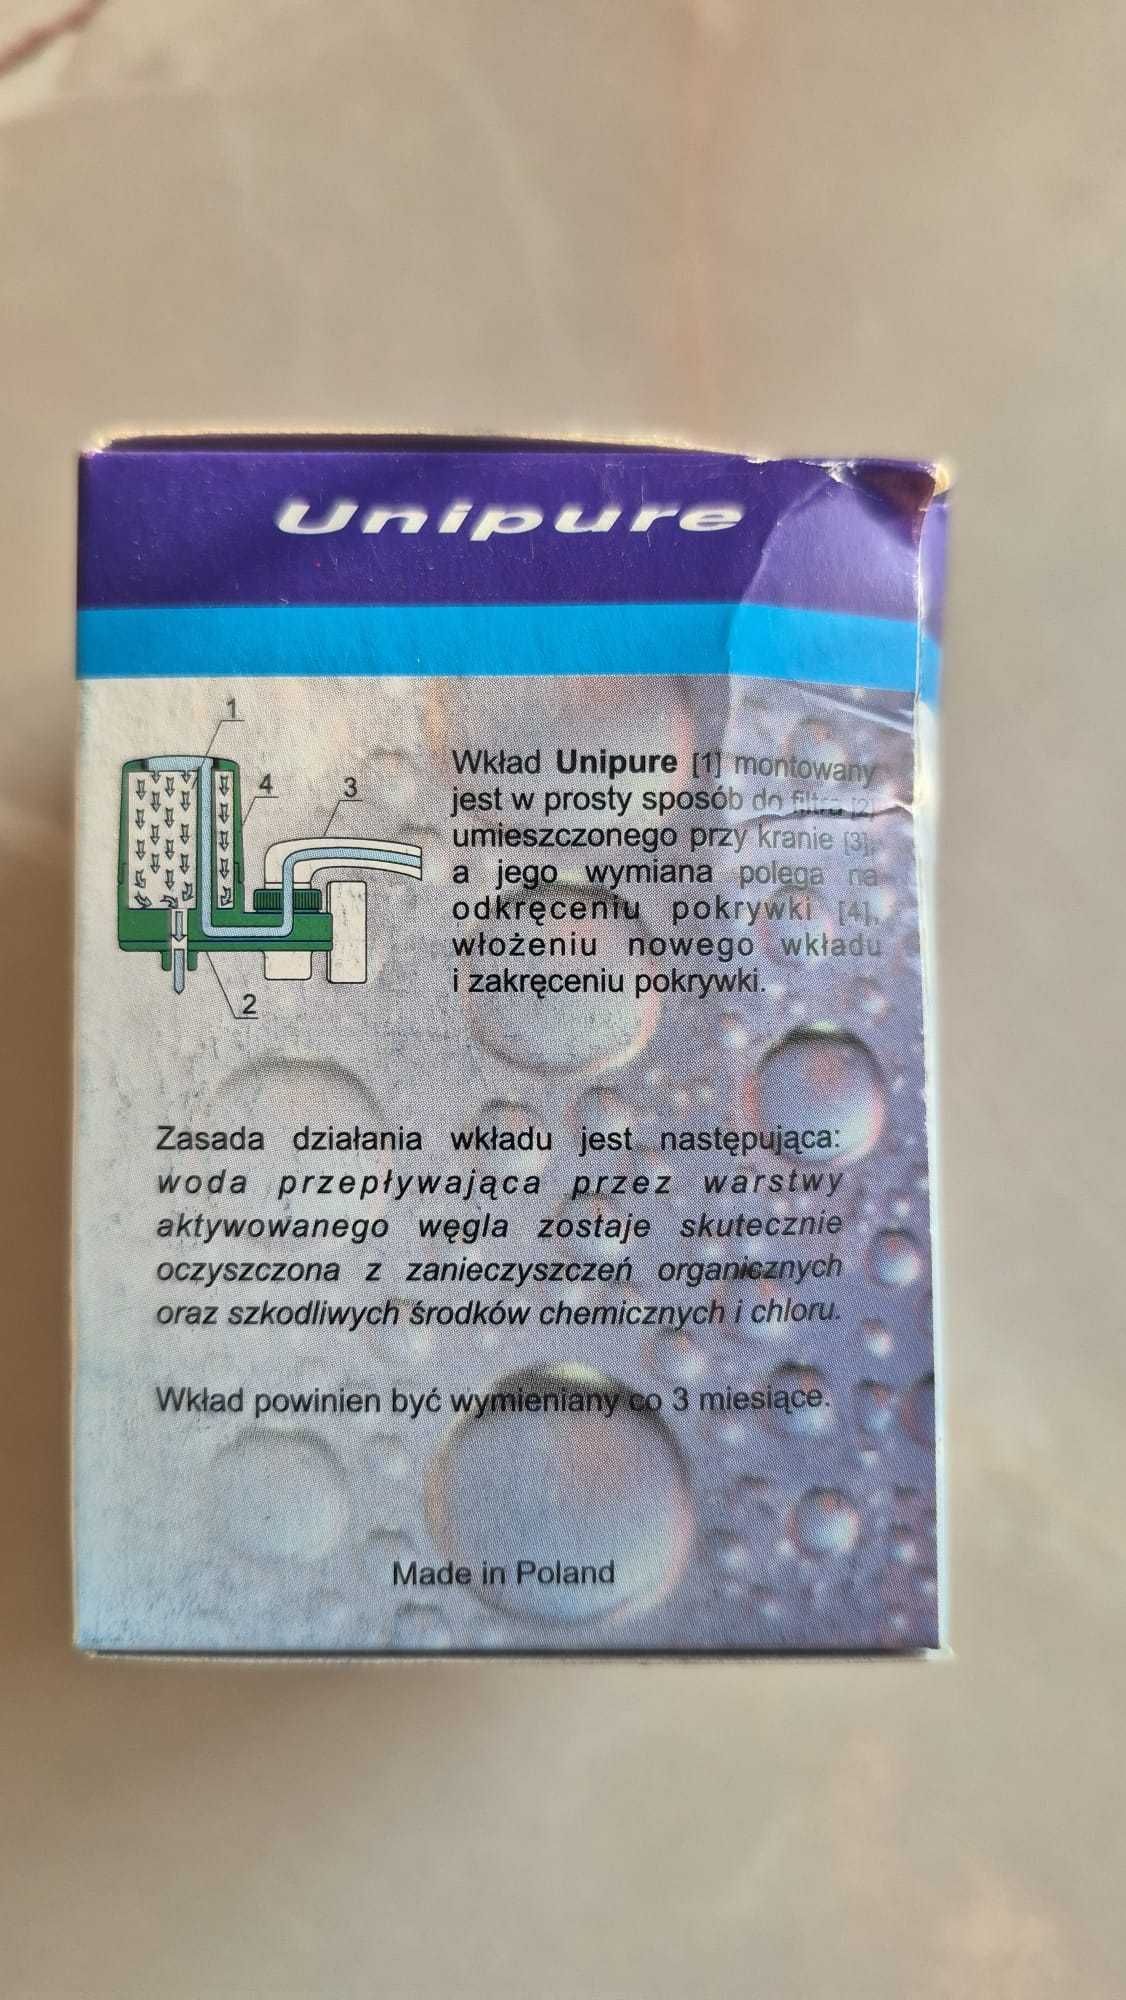 Unipure
1
4
3
2
Wkład Unipure [1] montowany
jest w prosty sposób do filtra [2]
umieszczonego przy kranie [3],
a jego wymiana polega na
odkręceniu pokrywki [4],
włożeniu nowego wkładu
i zakręceniu pokrywki.
Zasada działania wkładu jest następująca:
woda przepływająca przez warstwy
aktywowanego węgla zostaje skutecznie
oczyszczona z zanieczyszczeń organicznych
oraz szkodliwych środków chemicznych i chloru.
Wkład powinien być wymieniany co 3 miesiące.
Made in Poland